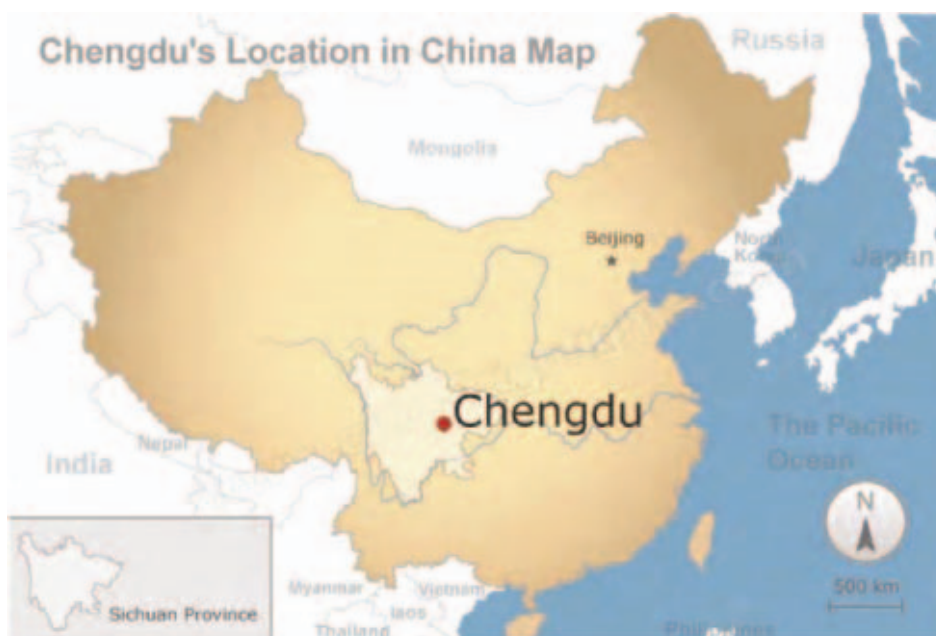 Chengdu's Location in China Map
Russia
Mongolia
Beijing
North
Korea
Japan
Chengdu
The Pacific
Ocean
Nepal
India
N
500 km
Sichuan Province
Myanmar
Vietnam
laos
Thailand
Philippines